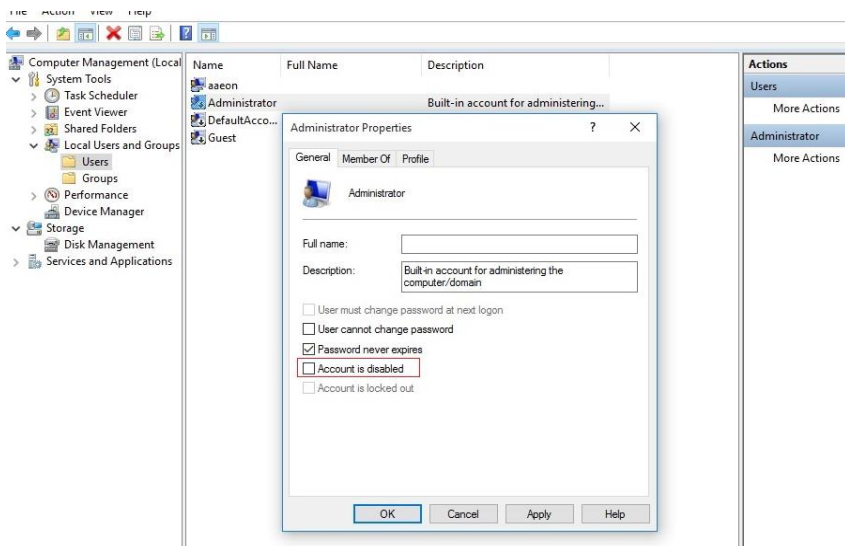 File Action View Help
Computer Management (Local
System Tools
Task Scheduler
Event Viewer
Shared Folders
Local Users and Groups
Users
Groups
Performance
Device Manager
Storage
Disk Management
Services and Applications
Name Full Name Description
aaeon
Administrator Built-in account for administering...
DefaultAcco...
Guest
Administrator Properties ? X
General Member Of Profile
Administrator
Full name:
Description: Built-in account for administering the
computer/domain
User must change password at next logon
User cannot change password
Password never expires
Account is disabled
Account is locked out
OK Cancel Apply Help
Actions
Users
More Actions
Administrator
More Actions